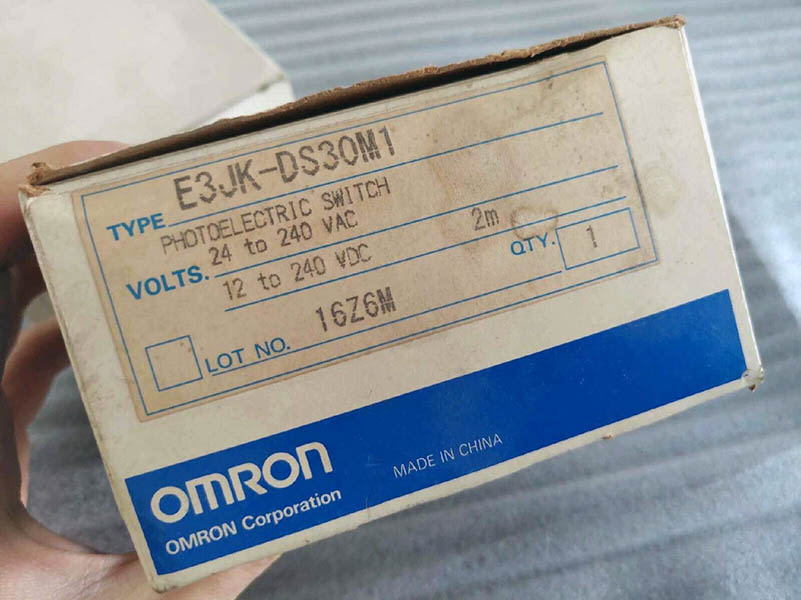 TYPE E3JK-DS30M1
PHOTOELECTRIC SWITCH
VOLTS. 24 to 240 VAC 2m
12 to 240 VDC QTY. 1
LOT NO. 16Z6M
OMRON
OMRON Corporation
MADE IN CHINA